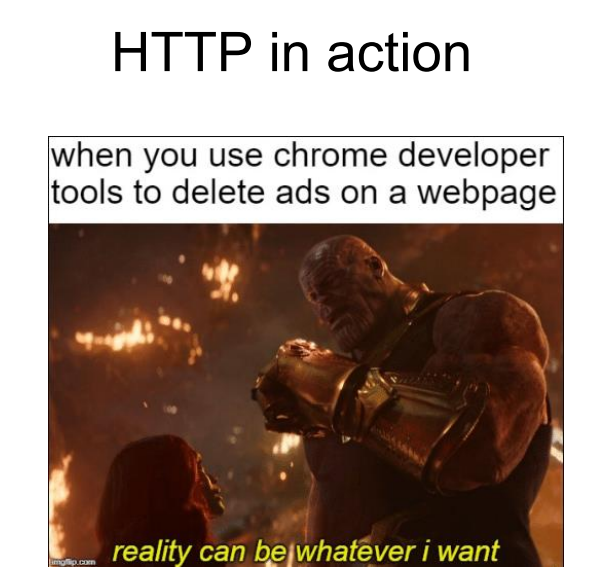 HTTP in action
when you use chrome developer
tools to delete ads on a webpage
reality can be whatever i want
imgflip.com